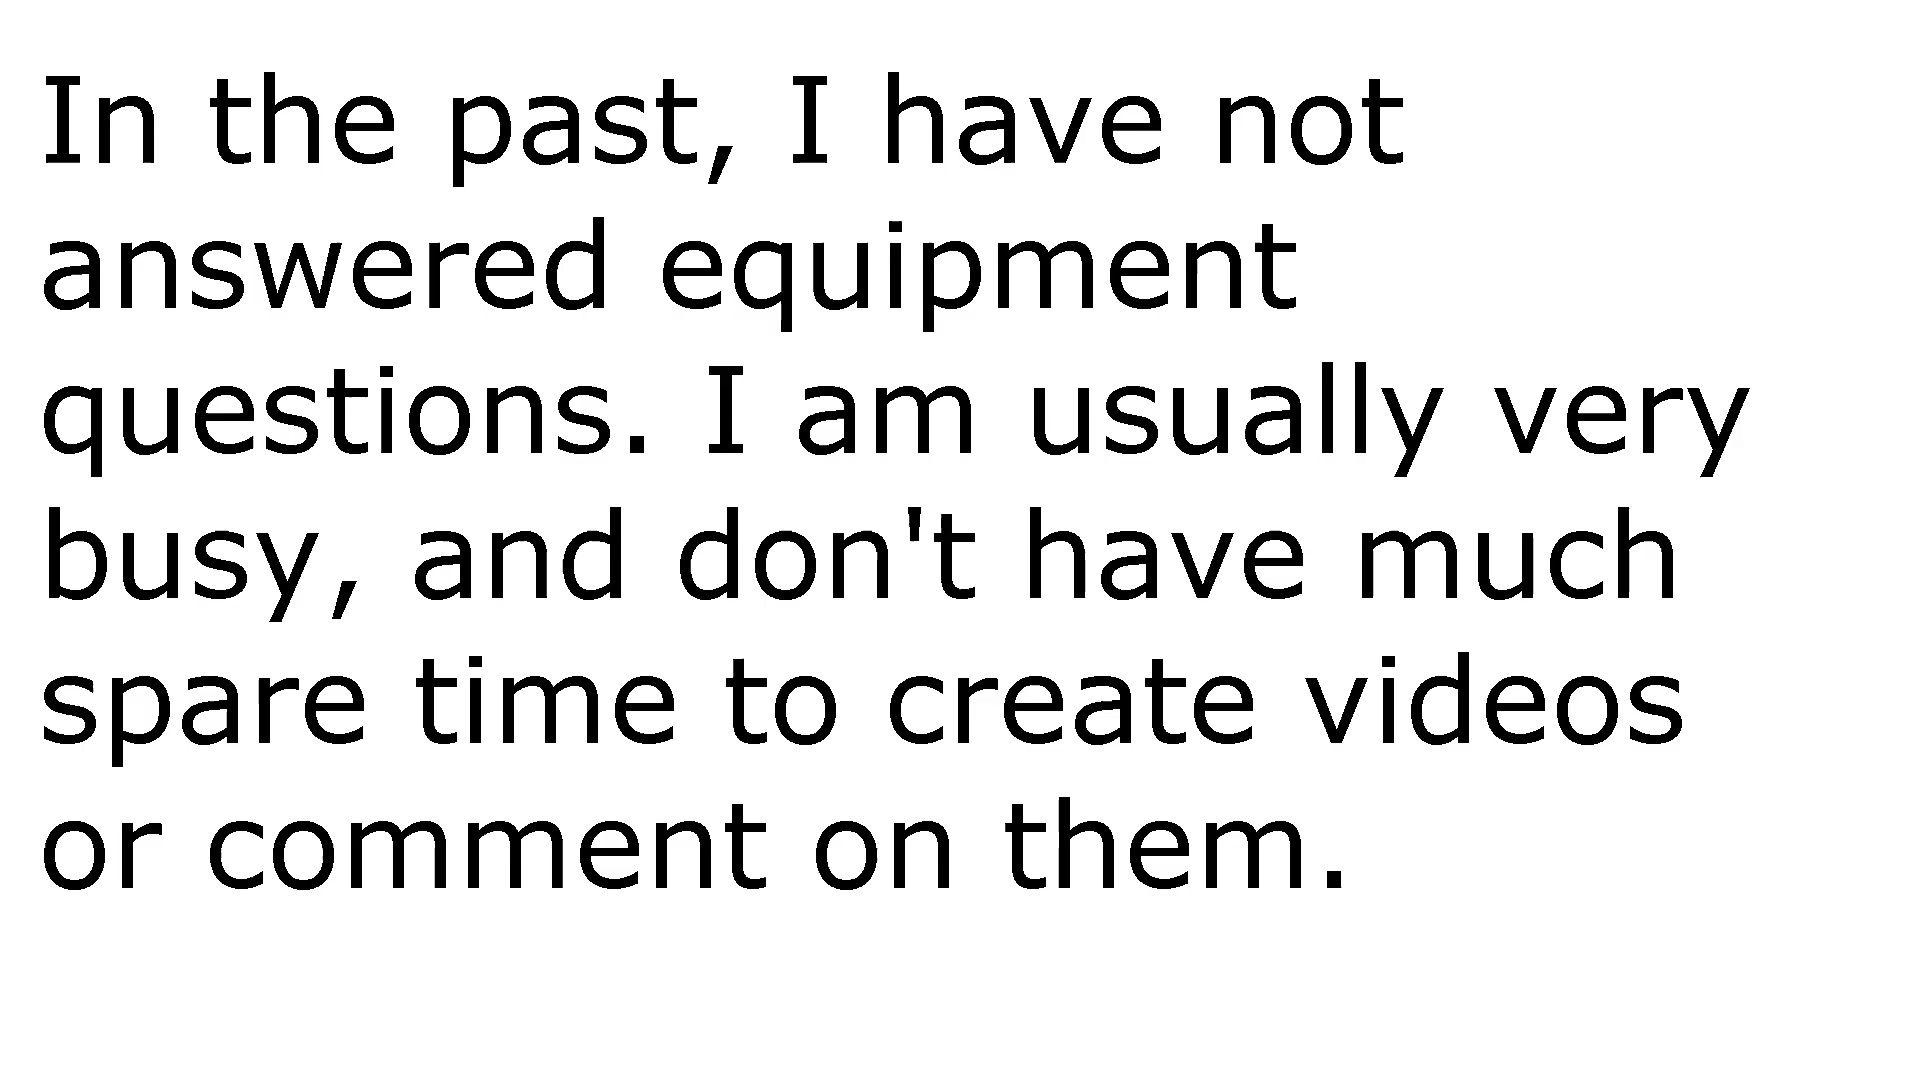 In the past, I have not
answered equipment
questions. I am usually very
busy, and don't have much
spare time to create videos
or comment on them.